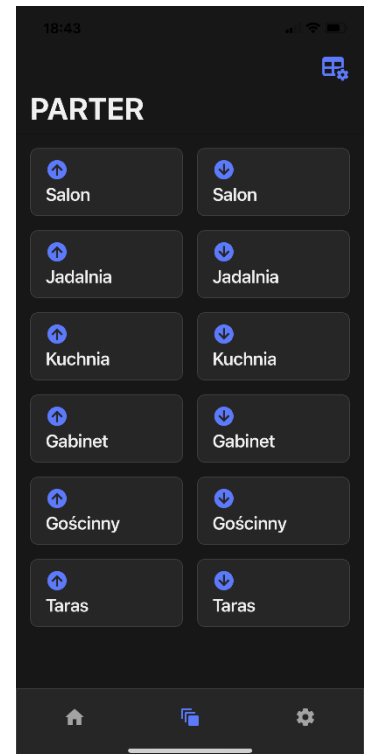 18:43
PARTER
Salon
Salon
Jadalnia
Jadalnia
Kuchnia
Kuchnia
Gabinet
Gabinet
Gościnny
Gościnny
Taras
Taras